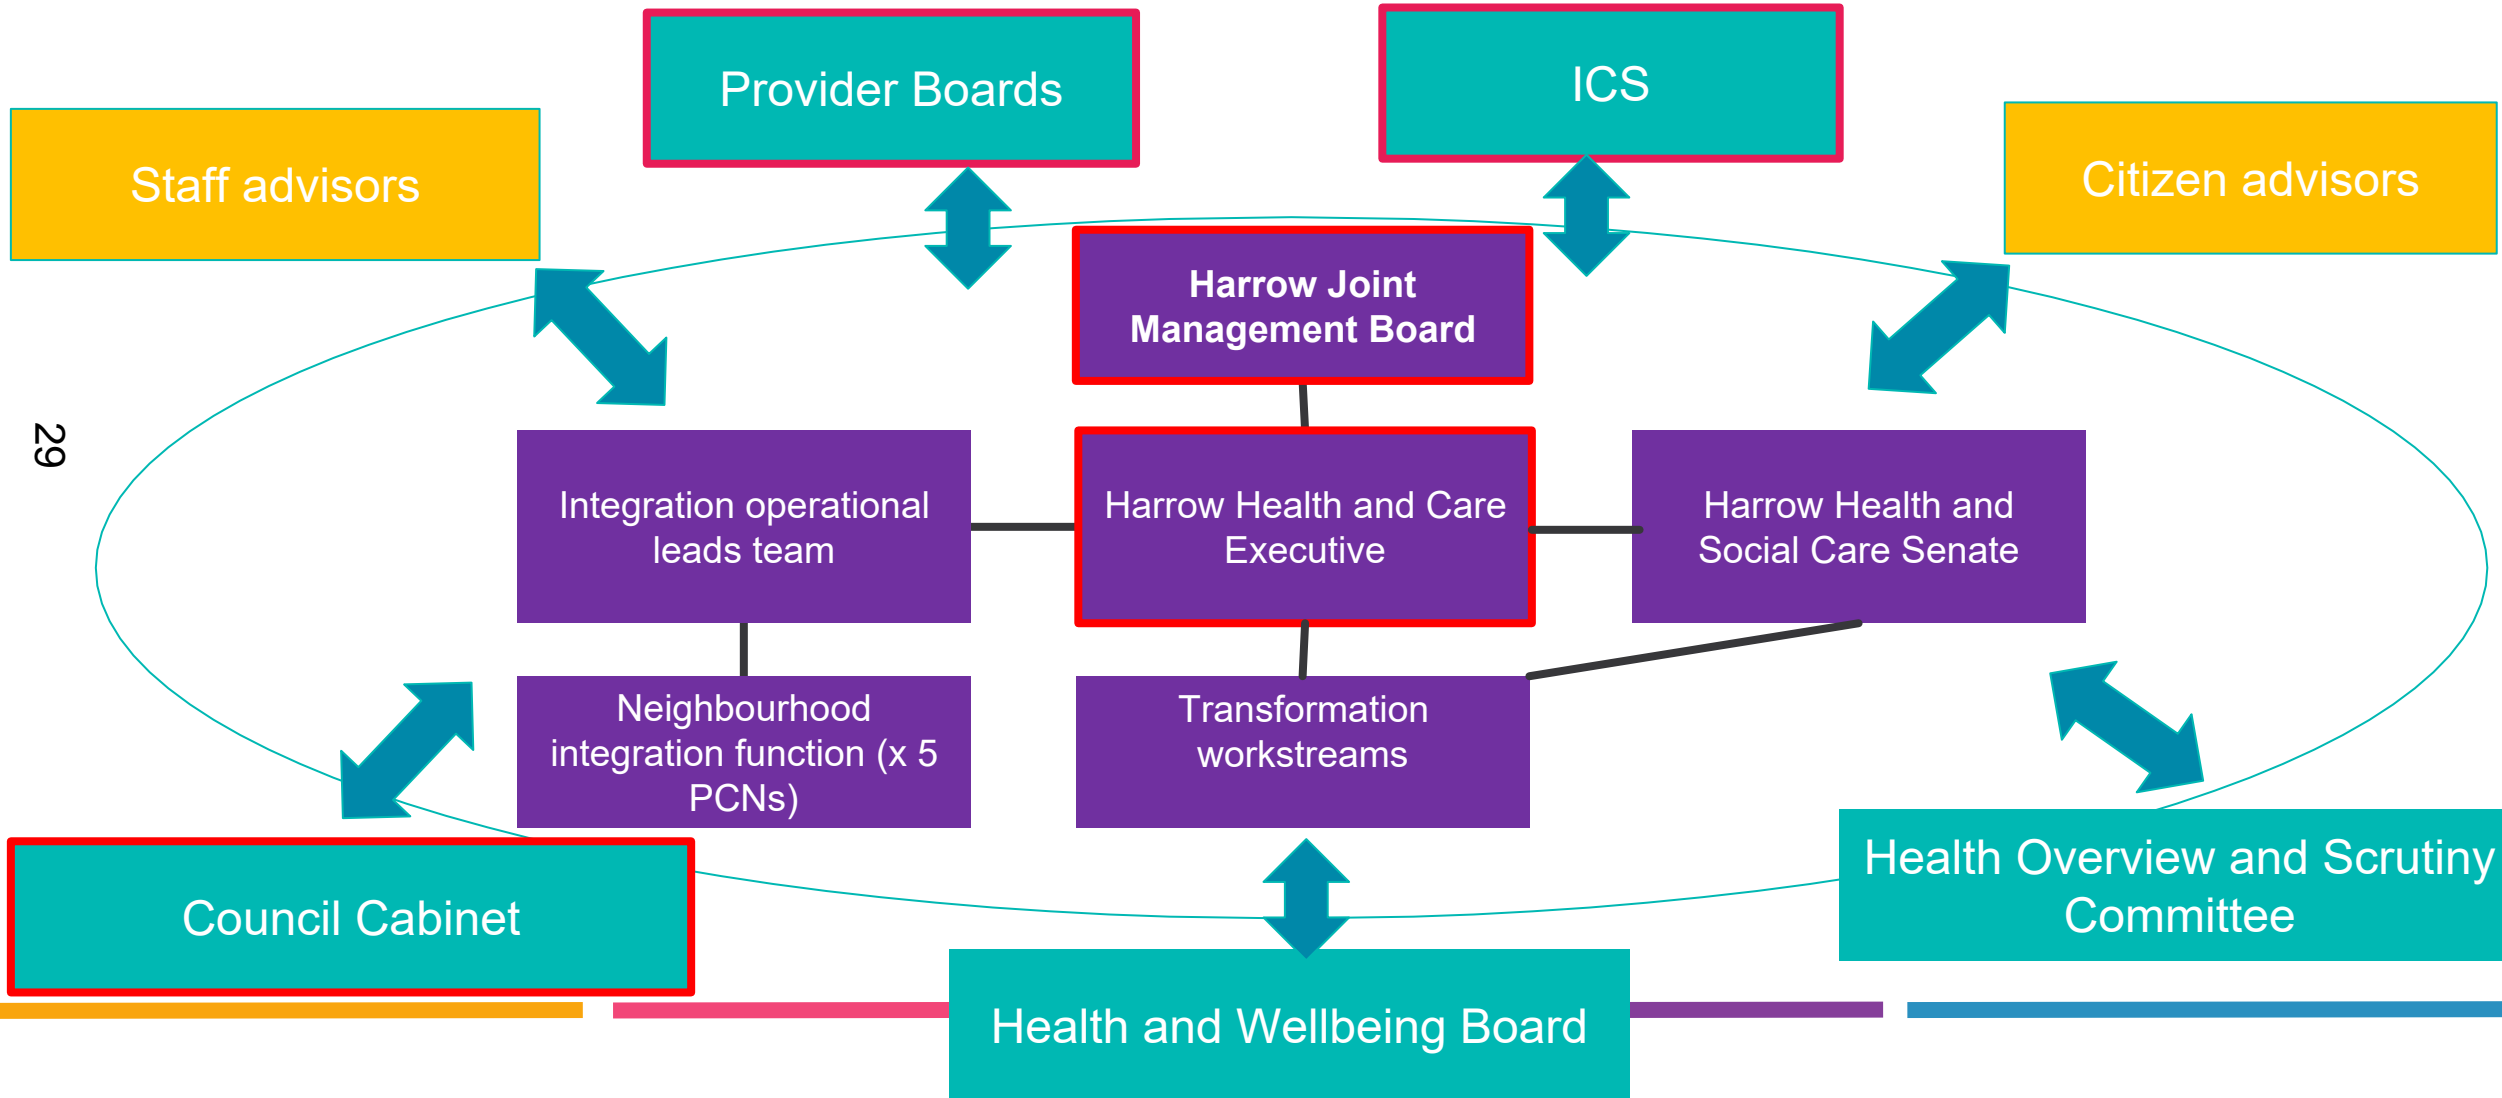 Provider Boards
ICS
Staff advisors
Citizen advisors
Harrow Joint
Management Board
29
Integration operational
leads team
Harrow Health and Care
Executive
Harrow Health and
Social Care Senate
Neighbourhood
integration function (x 5
PCNs)
Transformation
workstreams
Council Cabinet
Health Overview and Scrutiny
Committee
Health and Wellbeing Board